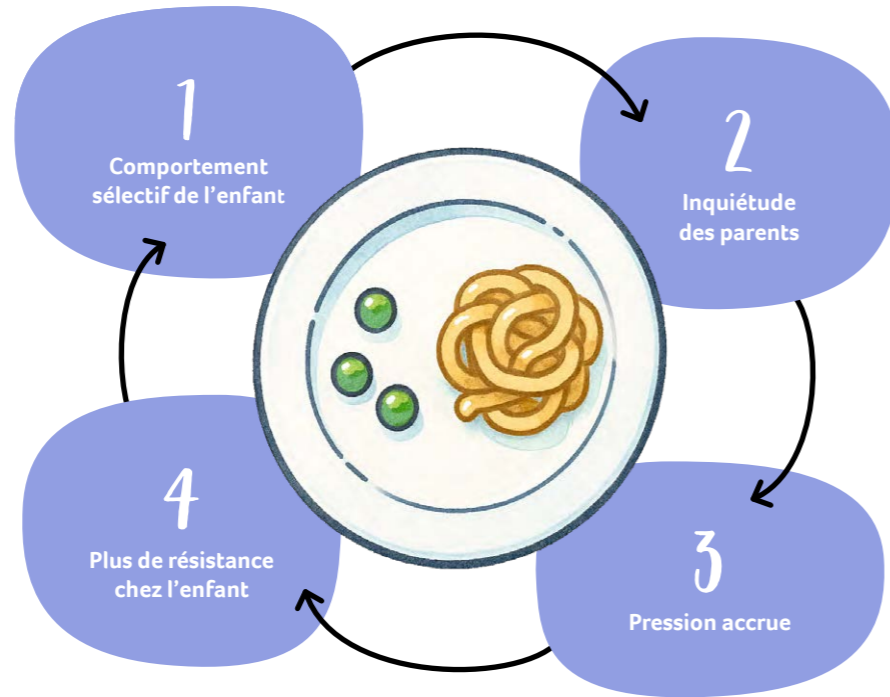 1
Comportement
sélectif de l’enfant
2
Inquiétude
des parents
3
Pression accrue
4
Plus de résistance
chez l’enfant